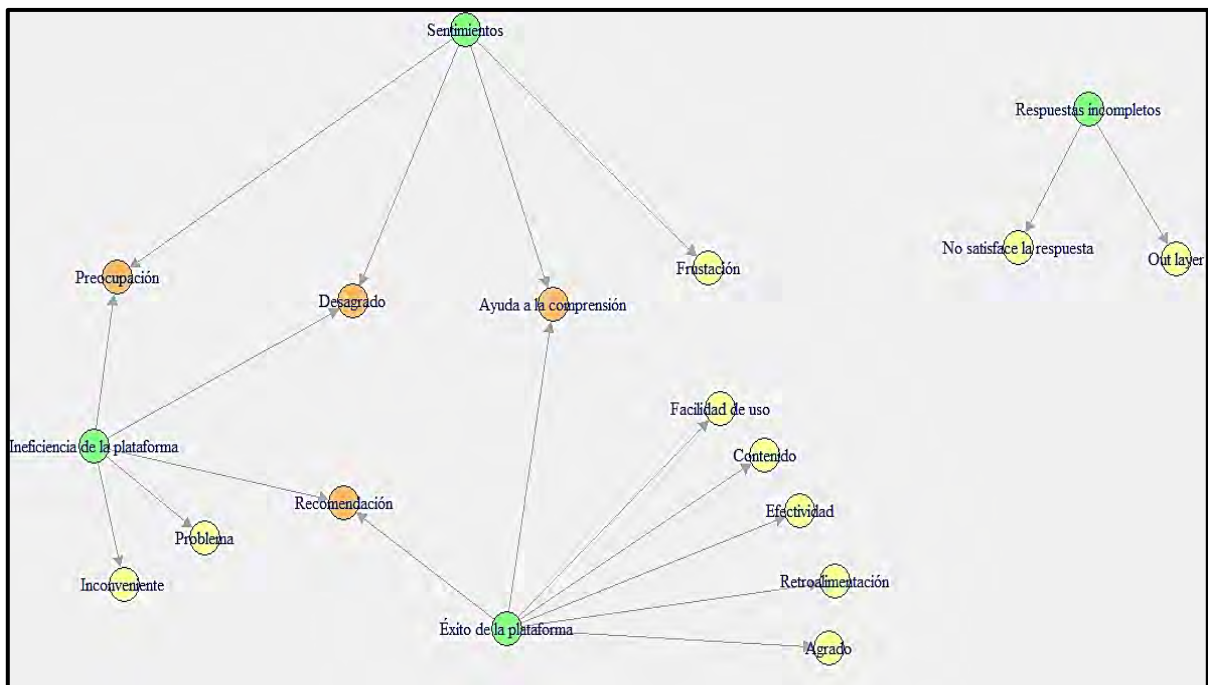 Sentimientos
Respuestas incompletos
No satisface la respuesta
Out layer
Preocupación
Desagrado
Ayuda a la comprensión
Frustación
Facilidad de uso
Ineficiencia de la plataforma
Contenido
Recomendación
Efectividad
Problema
Inconveniente
Retroalimentación
Éxito de la plataforma
Agrado